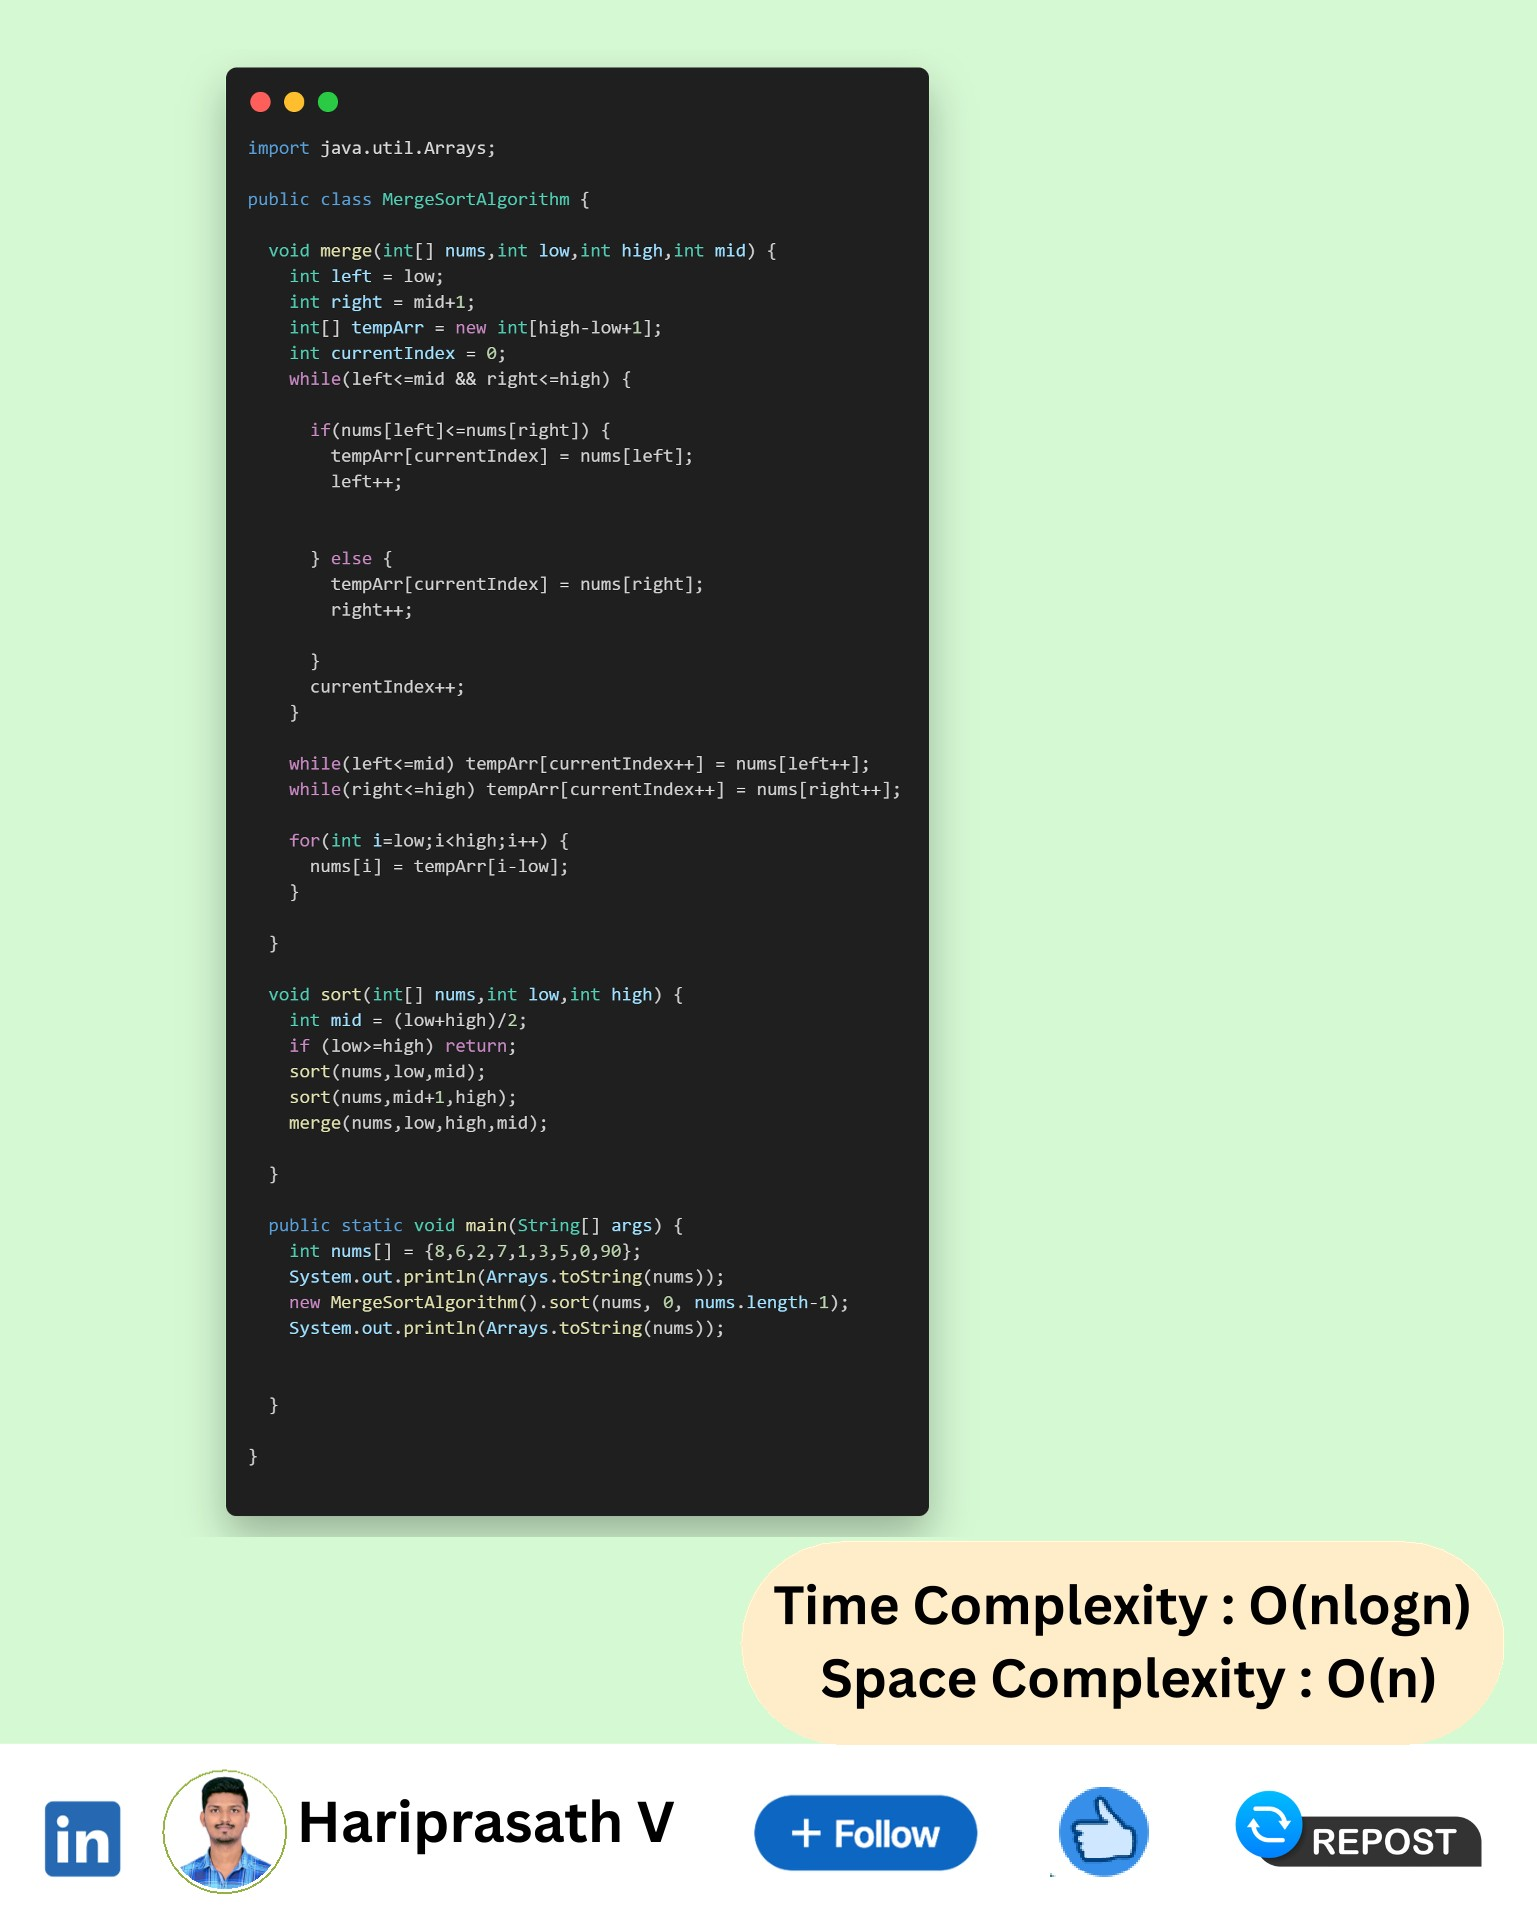 import java.util.Arrays;
public class MergeSortAlgorithm {
void merge(int[] nums,int low,int high,int mid) {
int left = low;
int right = mid+1;
int[] tempArr = new int[high-low+1];
int currentIndex = 0;
while(left<=mid && right<=high) {
if(nums[left]<=nums[right]) {
tempArr[currentIndex] = nums[left];
left++;
} else {
tempArr[currentIndex] = nums[right];
right++;
}
currentIndex++;
}
while(left<=mid) tempArr[currentIndex++] = nums[left++];
while(right<=high) tempArr[currentIndex++] = nums[right++];
for(int i=low;i<high;i++) {
nums[i] = tempArr[i-low];
}
}
void sort(int[] nums,int low,int high) {
int mid = (low+high)/2;
if (low>=high) return;
sort(nums,low,mid);
sort(nums,mid+1,high);
merge(nums,low,high,mid);
}
public static void main(String[] args) {
int nums[] = {8,6,2,7,1,3,5,0,90};
System.out.println(Arrays.toString(nums));
new MergeSortAlgorithm().sort(nums, 0, nums.length-1);
System.out.println(Arrays.toString(nums));
}
}
Time Complexity : O(nlogn)
Space Complexity : O(n)
in
Hariprasath V
+ Follow
REPOST